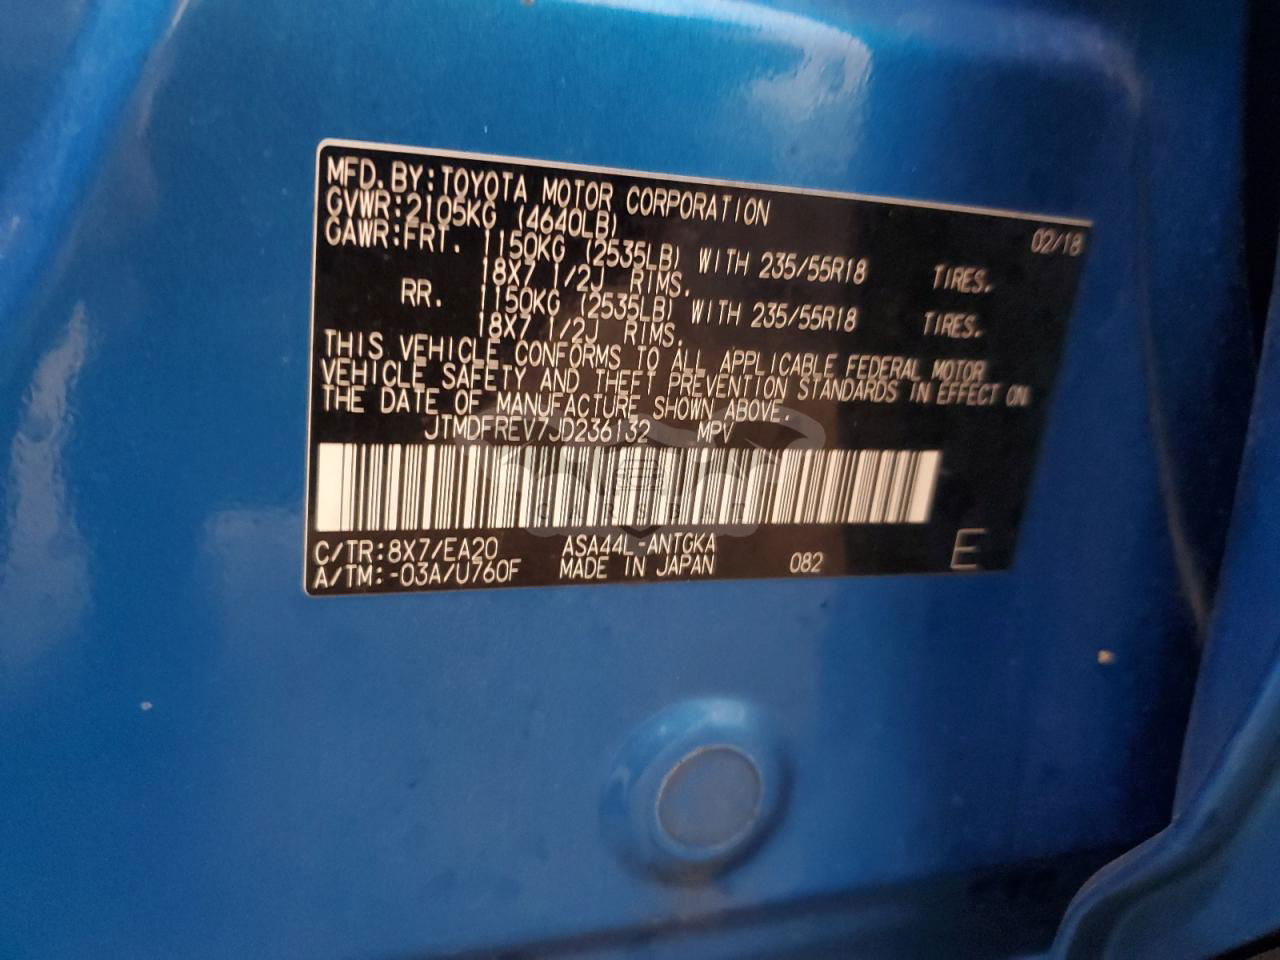 MFD. BY: TOYOTA MOTOR CORPORATION 02/18
GVWR: 2105KG (4640LB)
GAWR: FRT. 1150KG (2535LB) WITH 235/55R18 TIRES.
18X7 1/2J RIMS.
RR. 1150KG (2535LB) WITH 235/55R18 TIRES.
18X7 1/2J RIMS.
THIS VEHICLE CONFORMS TO ALL APPLICABLE FEDERAL MOTOR
VEHICLE SAFETY AND THEFT PREVENTION STANDARDS IN EFFECT ON
THE DATE OF MANUFACTURE SHOWN ABOVE.
JTMDFREV7JD236132 MPV
C/TR: 8X7/EA20 ASA44L-ANTGKA
A/TM: -03A/U760F MADE IN JAPAN 082 E